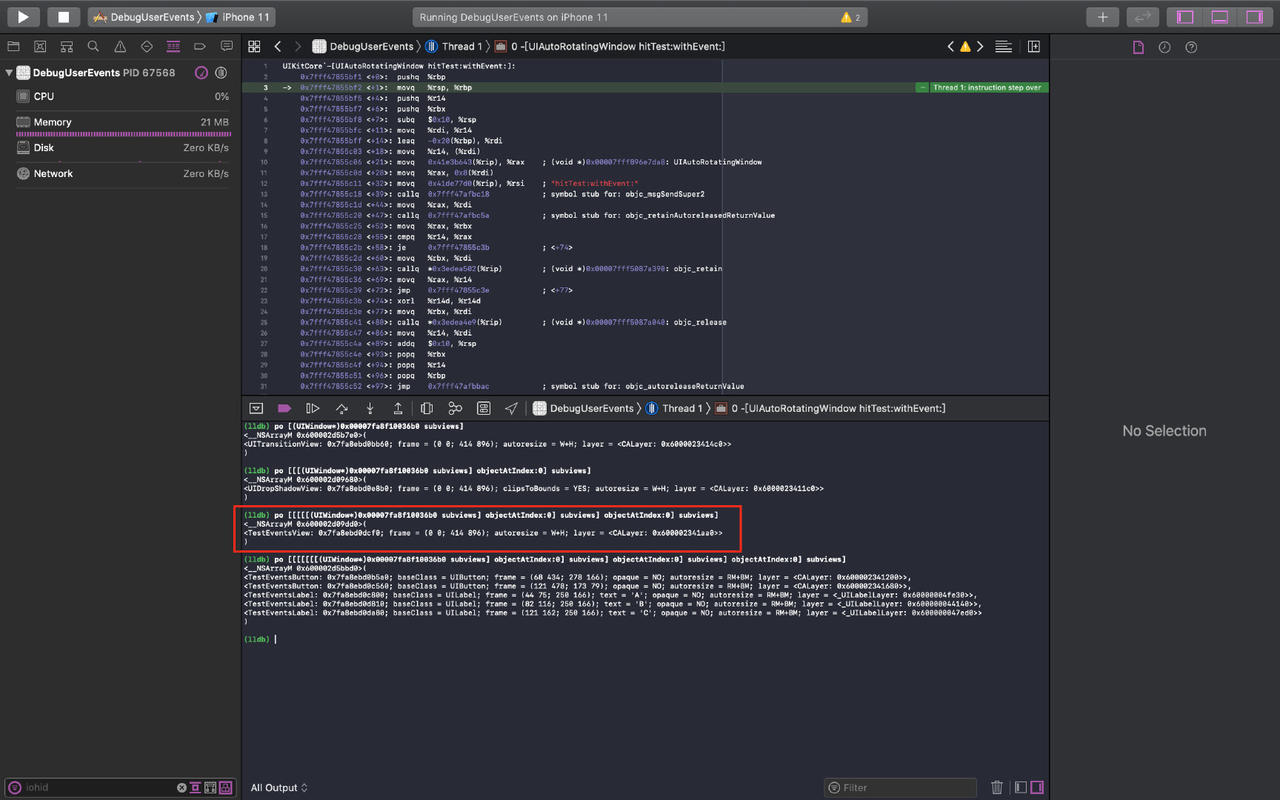 DebugUserEvents 〉 iPhone 11
Running DebugUserEvents on iPhone 11
2
DebugUserEvents 〉 Thread 1 〉 0 -[UIAutoRotatingWindow hitTest:withEvent:]
DebugUserEvents PID 67568
CPU 0%
Memory 21 MB
Disk Zero KB/s
Network Zero KB/s
1 UIKitCore`-[UIAutoRotatingWindow hitTest:withEvent:]:
2 0x7fff47855bf1 <+0>: pushq %rbp
3 -> 0x7fff47855bf2 <+1>: movq %rsp, %rbp Thread 1: instruction step over
4 0x7fff47855bf5 <+4>: pushq %r14
5 0x7fff47855bf7 <+6>: pushq %rbx
6 0x7fff47855bf8 <+7>: subq $0x10, %rsp
7 0x7fff47855bfc <+11>: movq %rdi, %r14
8 0x7fff47855bff <+14>: leaq -0x20(%rbp), %rdi
9 0x7fff47855c03 <+18>: movq %r14, (%rdi)
10 0x7fff47855c06 <+21>: movq 0x41e3b643(%rip), %rax ; (void *)0x00007fff896e7da8: UIAutoRotatingWindow
11 0x7fff47855c0d <+28>: movq %rax, 0x8(%rdi)
12 0x7fff47855c11 <+32>: movq 0x41de77d0(%rip), %rsi ; "hitTest:withEvent:"
13 0x7fff47855c18 <+39>: callq 0x7fff47afbc18 ; symbol stub for: objc_msgSendSuper2
14 0x7fff47855c1d <+44>: movq %rax, %rdi
15 0x7fff47855c20 <+47>: callq 0x7fff47afbc5a ; symbol stub for: objc_retainAutoreleasedReturnValue
16 0x7fff47855c25 <+52>: movq %rax, %rbx
17 0x7fff47855c28 <+55>: cmpq %r14, %rax
18 0x7fff47855c2b <+58>: je 0x7fff47855c3b ; <+74>
19 0x7fff47855c2d <+60>: movq %rbx, %rdi
20 0x7fff47855c30 <+63>: callq *0x3edea502(%rip) ; (void *)0x00007fff5087a390: objc_retain
21 0x7fff47855c36 <+69>: movq %rax, %r14
22 0x7fff47855c39 <+72>: jmp 0x7fff47855c3e ; <+77>
23 0x7fff47855c3b <+74>: xorl %r14d, %r14d
24 0x7fff47855c3e <+77>: movq %rbx, %rdi
25 0x7fff47855c41 <+80>: callq *0x3edea4e9(%rip) ; (void *)0x00007fff5087a040: objc_release
26 0x7fff47855c47 <+86>: movq %r14, %rdi
27 0x7fff47855c4a <+89>: addq $0x10, %rsp
28 0x7fff47855c4e <+93>: popq %rbx
29 0x7fff47855c4f <+94>: popq %r14
30 0x7fff47855c51 <+96>: popq %rbp
31 0x7fff47855c52 <+97>: jmp 0x7fff47afbbac ; symbol stub for: objc_autoreleaseReturnValue
DebugUserEvents 〉 Thread 1 〉 0 -[UIAutoRotatingWindow hitTest:withEvent:]
(lldb) po [(UIWindow*)0x00007fa8f10036b0 subviews]
<__NSArrayM 0x600002d5b7e0>(
<UITransitionView: 0x7fa8ebd0bb60; frame = (0 0; 414 896); autoresize = W+H; layer = <CALayer: 0x6000023414c0>>
)
(lldb) po [[[(UIWindow*)0x00007fa8f10036b0 subviews] objectAtIndex:0] subviews]
<__NSArrayM 0x600002d09680>(
<UIDropShadowView: 0x7fa8ebd0e8b0; frame = (0 0; 414 896); clipsToBounds = YES; autoresize = W+H; layer = <CALayer: 0x6000023411c0>>
)
(lldb) po [[[[[(UIWindow*)0x00007fa8f10036b0 subviews] objectAtIndex:0] subviews] objectAtIndex:0] subviews]
<__NSArrayM 0x600002d09dd0>(
<TestEventsView: 0x7fa8ebd0dcf0; frame = (0 0; 414 896); autoresize = W+H; layer = <CALayer: 0x600002341aa0>>
)
(lldb) po [[[[[[[(UIWindow*)0x00007fa8f10036b0 subviews] objectAtIndex:0] subviews] objectAtIndex:0] subviews] objectAtIndex:0] subviews]
<__NSArrayM 0x600002d5bbd0>(
<TestEventsButton: 0x7fa8ebd0b5a0; baseClass = UIButton; frame = (68 434; 278 166); opaque = NO; autoresize = RM+BM; layer = <CALayer: 0x600002341200>>,
<TestEventsButton: 0x7fa8ebd0c560; baseClass = UIButton; frame = (121 478; 173 79); opaque = NO; autoresize = RM+BM; layer = <CALayer: 0x600002341680>>,
<TestEventsLabel: 0x7fa8ebd0c800; baseClass = UILabel; frame = (44 75; 250 166); text = 'A'; opaque = NO; autoresize = RM+BM; layer = <_UILabelLayer: 0x60000004fe30>>,
<TestEventsLabel: 0x7fa8ebd0d810; baseClass = UILabel; frame = (82 116; 250 166); text = 'B'; opaque = NO; autoresize = RM+BM; layer = <_UILabelLayer: 0x600000044140>>,
<TestEventsLabel: 0x7fa8ebd0da80; baseClass = UILabel; frame = (121 162; 250 166); text = 'C'; opaque = NO; autoresize = RM+BM; layer = <_UILabelLayer: 0x600000047ed0>>
)
(lldb)
No Selection
iohid
All Output
Filter